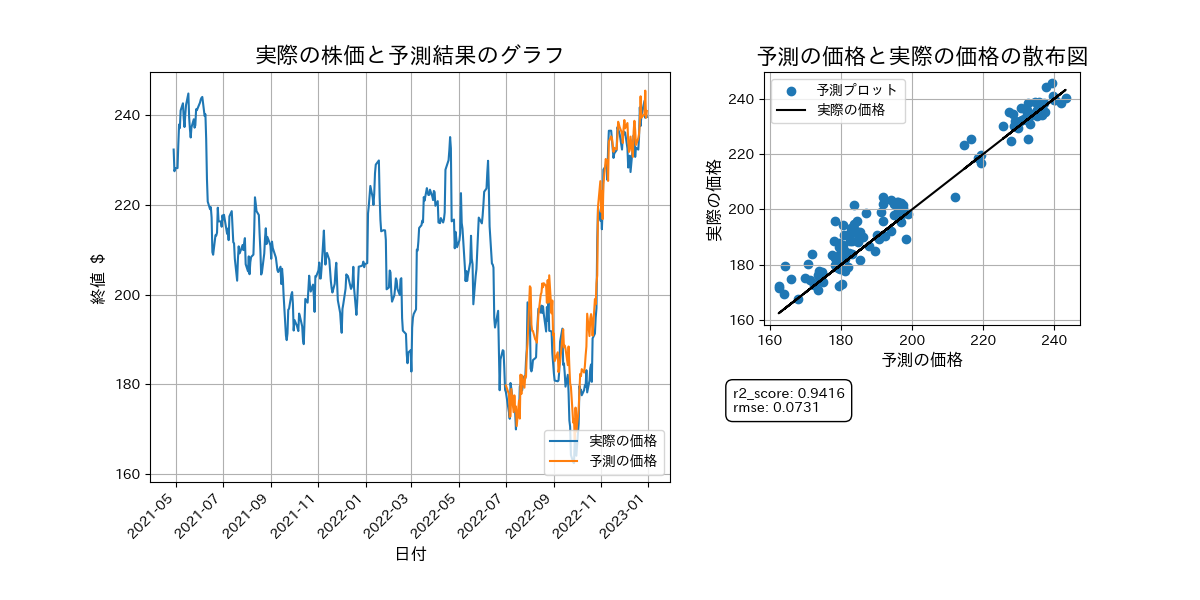 実際の株価と予測結果のグラフ
終値 $
240
220
200
180
160
2021-05
2021-07
2021-09
2021-11
2022-01
2022-03
2022-05
2022-07
2022-09
2022-11
2023-01
日付
実際の価格
予測の価格
予測の価格と実際の価格の散布図
実際の価格
240
220
200
180
160
予測プロット
実際の価格
160
180
200
220
240
予測の価格
r2_score: 0.9416
rmse: 0.0731